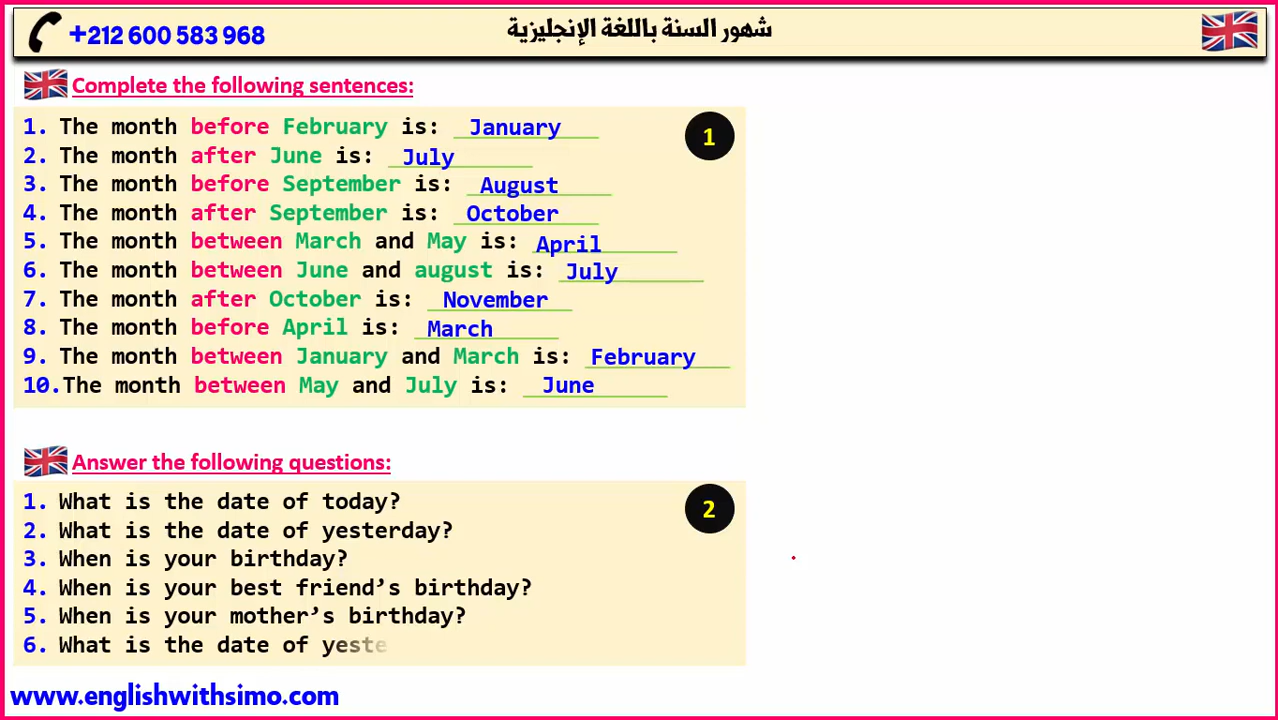 +212 600 583 968
شهور السنة باللغة الإنجليزية
Complete the following sentences:
1
1. The month before February is: January
2. The month after June is: July
3. The month before September is: August
4. The month after September is: October
5. The month between March and May is: April
6. The month between June and august is: July
7. The month after October is: November
8. The month before April is: March
9. The month between January and March is: February
10.The month between May and July is: June
Answer the following questions:
2
1. What is the date of today?
2. What is the date of yesterday?
3. When is your birthday?
4. When is your best friend’s birthday?
5. When is your mother’s birthday?
6. What is the date of yeste
www.englishwithsimo.com